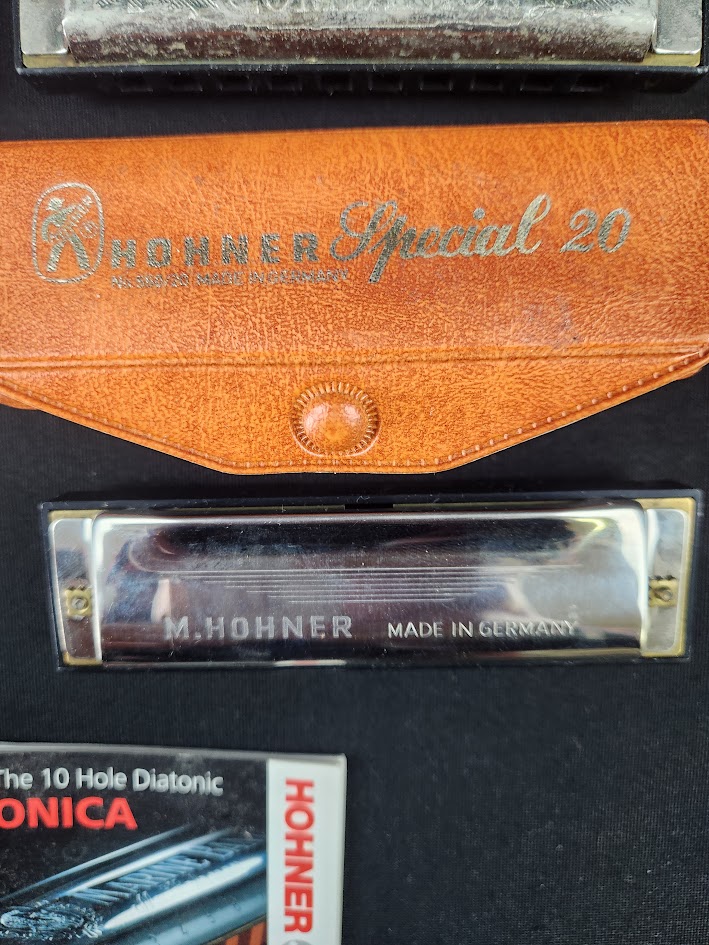 HOHNER Special 20
MADE IN GERMANY
M. HOHNER MADE IN GERMANY
The 10 Hole Diatonic
ONICA
HOHNER